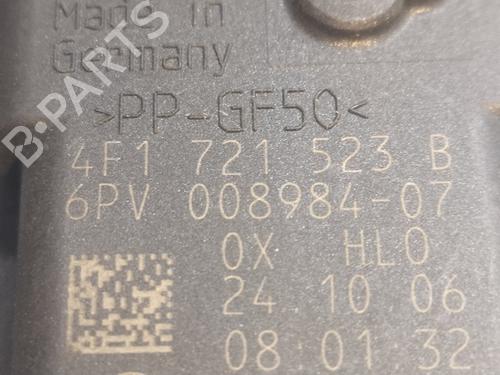 Made in
Germany
>PP-GF50<
4F1 721 523 B
6PV 008984-07
0X HL0
24 10 06
08 01 32
B-PARTS